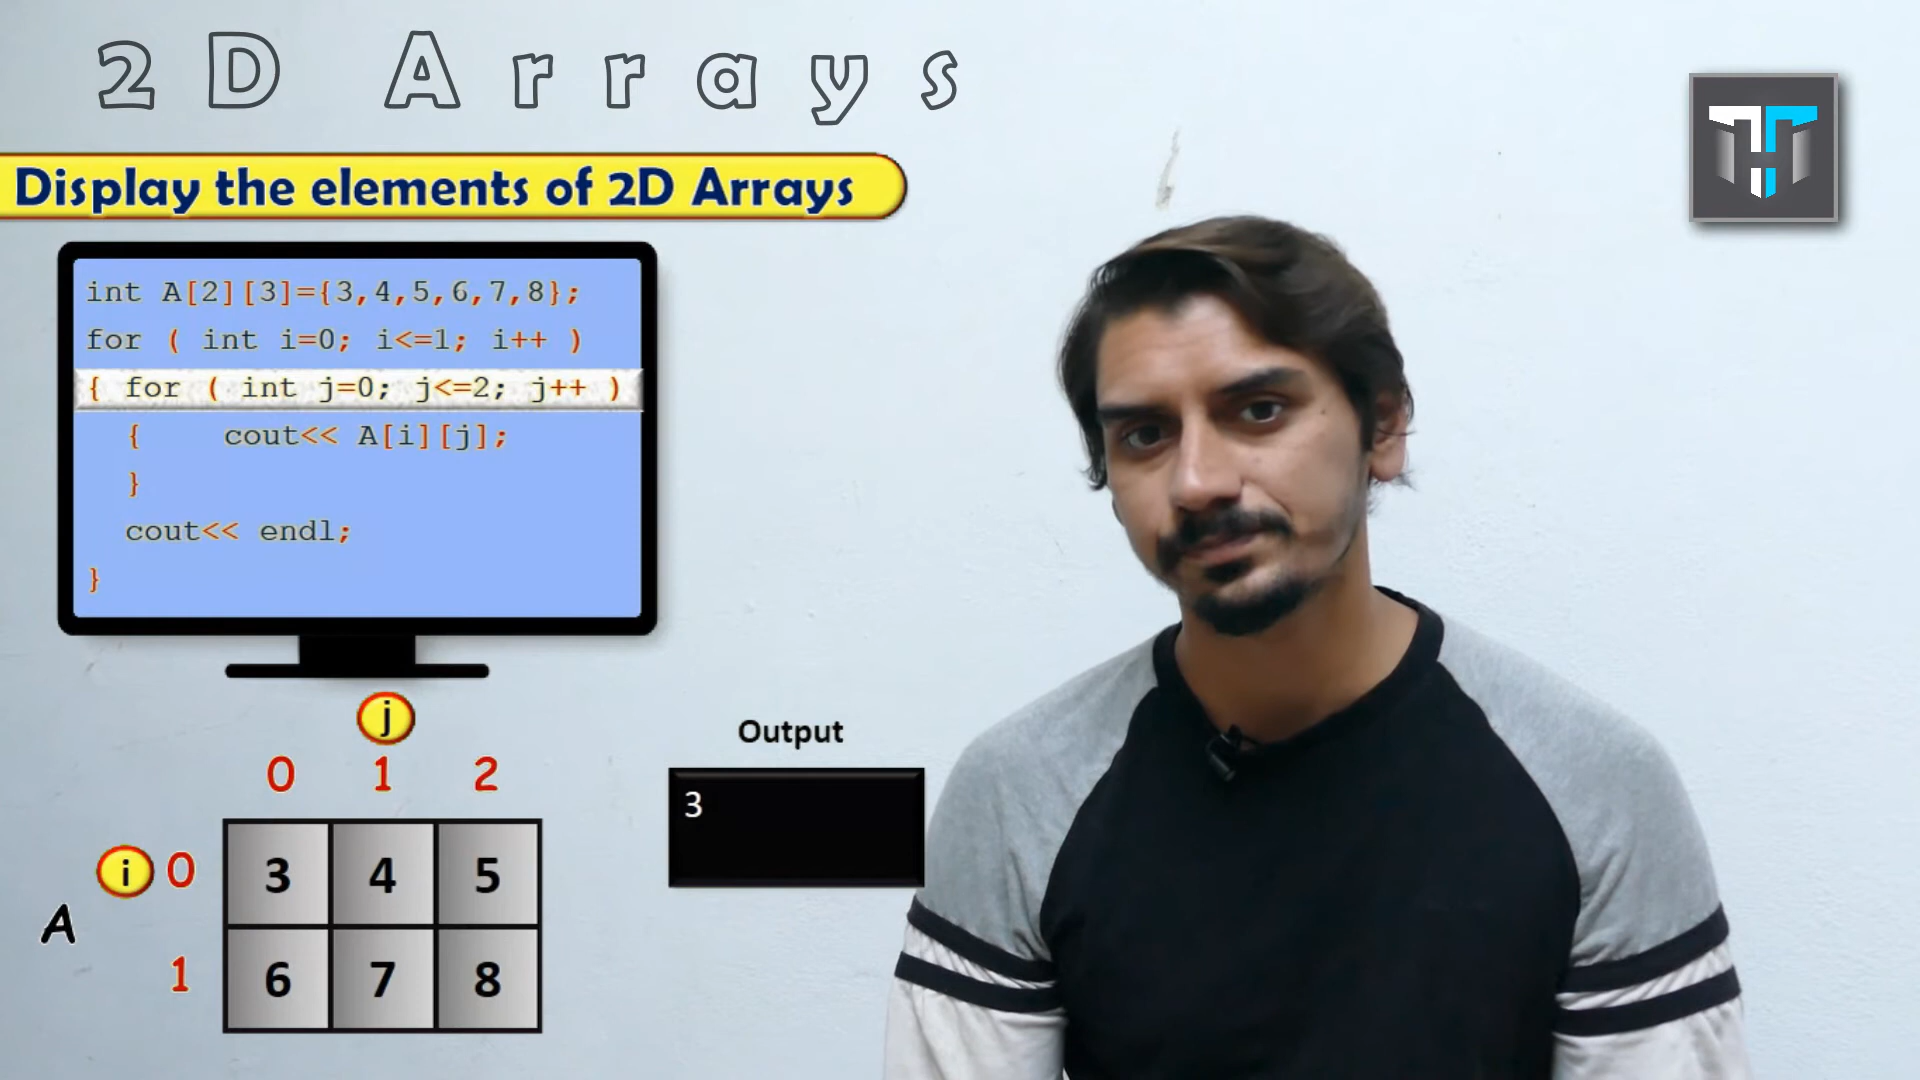 2D Arrays
Display the elements of 2D Arrays
int A[2][3]={3,4,5,6,7,8};
for ( int i=0; i<=1; i++ )
{ for ( int j=0; j<=2; j++ )
{ cout<< A[i][j];
}
cout<< endl;
}
j
0 1 2
i 0 3 4 5
A
1 6 7 8
Output
3